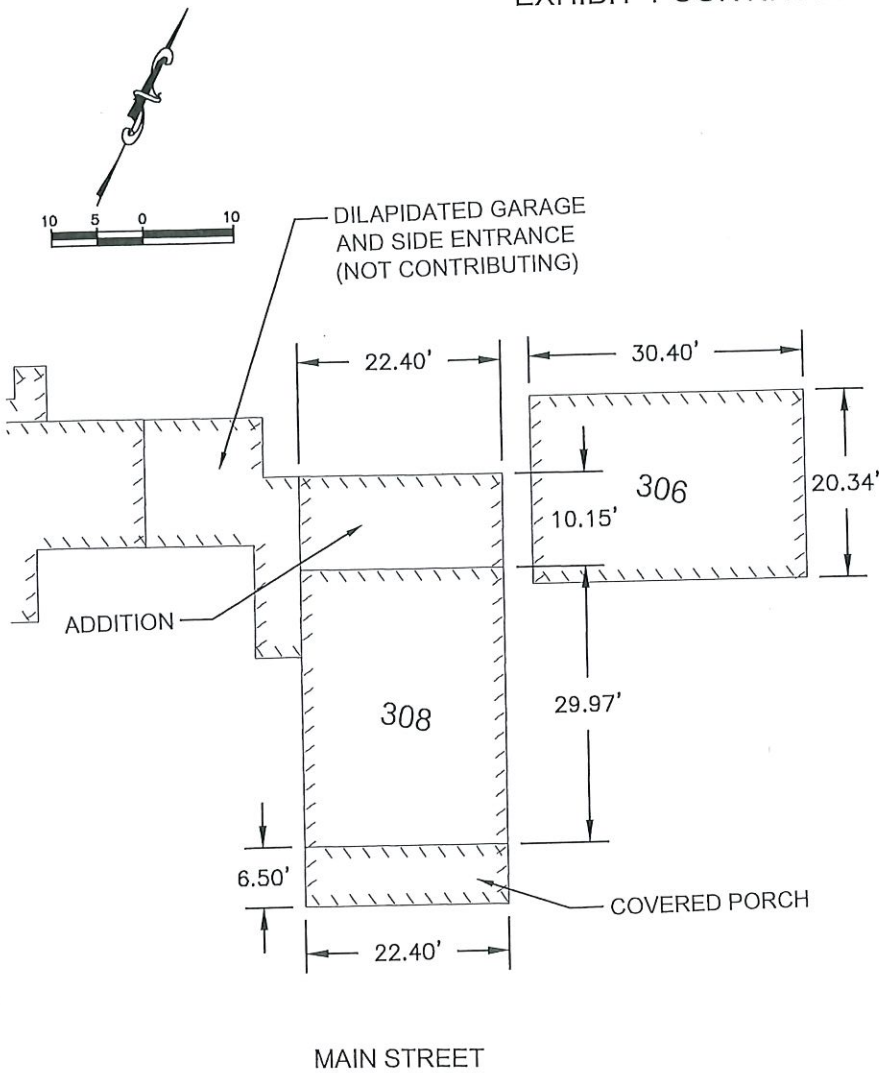 EXHIBIT
10 5 0 10
DILAPIDATED GARAGE
AND SIDE ENTRANCE
(NOT CONTRIBUTING)
22.40'
30.40'
306
20.34'
10.15'
ADDITION
308
29.97'
6.50'
COVERED PORCH
22.40'
MAIN STREET